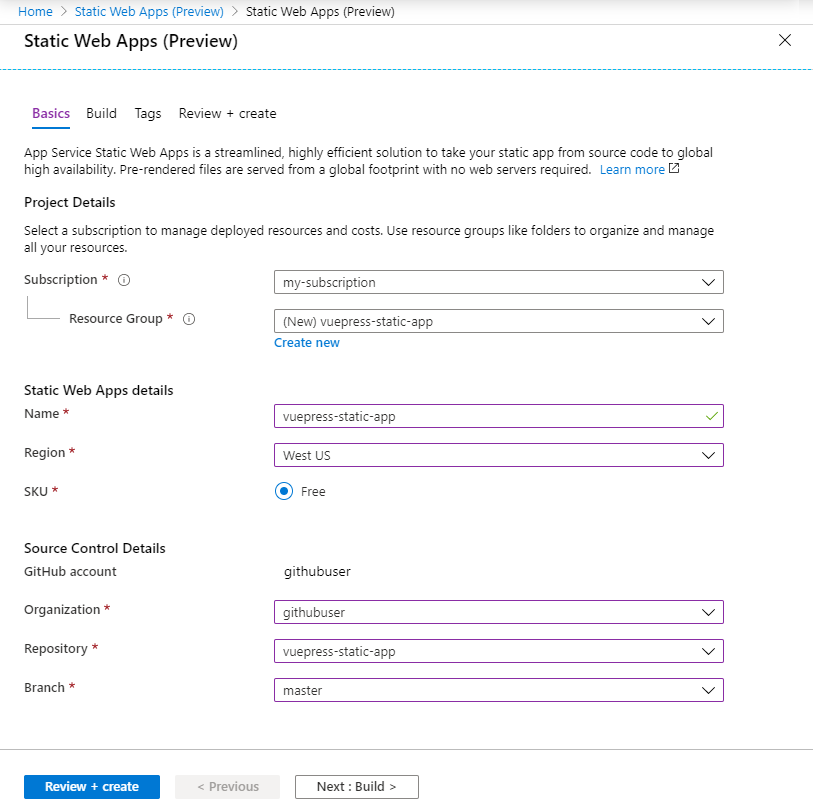 Home > Static Web Apps (Preview) > Static Web Apps (Preview)
Static Web Apps (Preview)
Basics Build Tags Review + create
App Service Static Web Apps is a streamlined, highly efficient solution to take your static app from source code to global
high availability. Pre-rendered files are served from a global footprint with no web servers required. Learn more
Project Details
Select a subscription to manage deployed resources and costs. Use resource groups like folders to organize and manage
all your resources.
Subscription * my-subscription
Resource Group * (New) vuepress-static-app
Create new
Static Web Apps details
Name * vuepress-static-app
Region * West US
SKU * Free
Source Control Details
GitHub account githubuser
Organization * githubuser
Repository * vuepress-static-app
Branch * master
Review + create < Previous Next : Build >